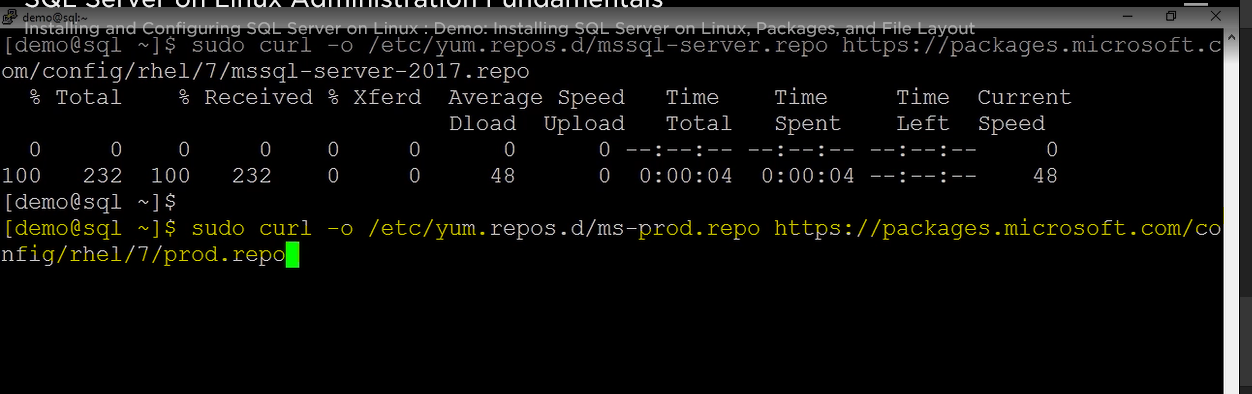 SQL Server on Linux Administration Fundamentals
demo@sql:~
Installing and Configuring SQL Server on Linux : Demo: Installing SQL Server on Linux, Packages, and File Layout
[demo@sql ~]$ sudo curl -o /etc/yum.repos.d/mssql-server.repo https://packages.microsoft.c
om/config/rhel/7/mssql-server-2017.repo
% Total % Received % Xferd Average Speed Time Time Time Current
Dload Upload Total Spent Left Speed
0 0 0 0 0 0 0 0 --:--:-- --:--:-- --:--:-- 0
100 232 100 232 0 0 48 0 0:00:04 0:00:04 --:--:-- 48
[demo@sql ~]$
[demo@sql ~]$ sudo curl -o /etc/yum.repos.d/ms-prod.repo https://packages.microsoft.com/co
nfig/rhel/7/prod.repo